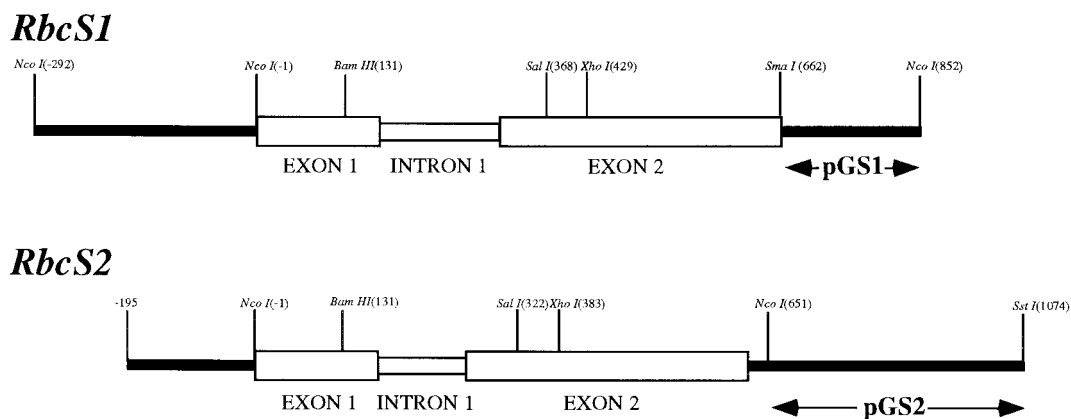 RbcS1
Nco I(-292) Nco I(-1) Bam HI(131) Sal I(368) Xho I(429) Sma I (662) Nco I(852)
EXON 1 INTRON 1 EXON 2 pGS1
RbcS2
-195 Nco I(-1) Bam HI(131) Sal I(322) Xho I(383) Nco I(651) Sst I(1074)
EXON 1 INTRON 1 EXON 2 pGS2